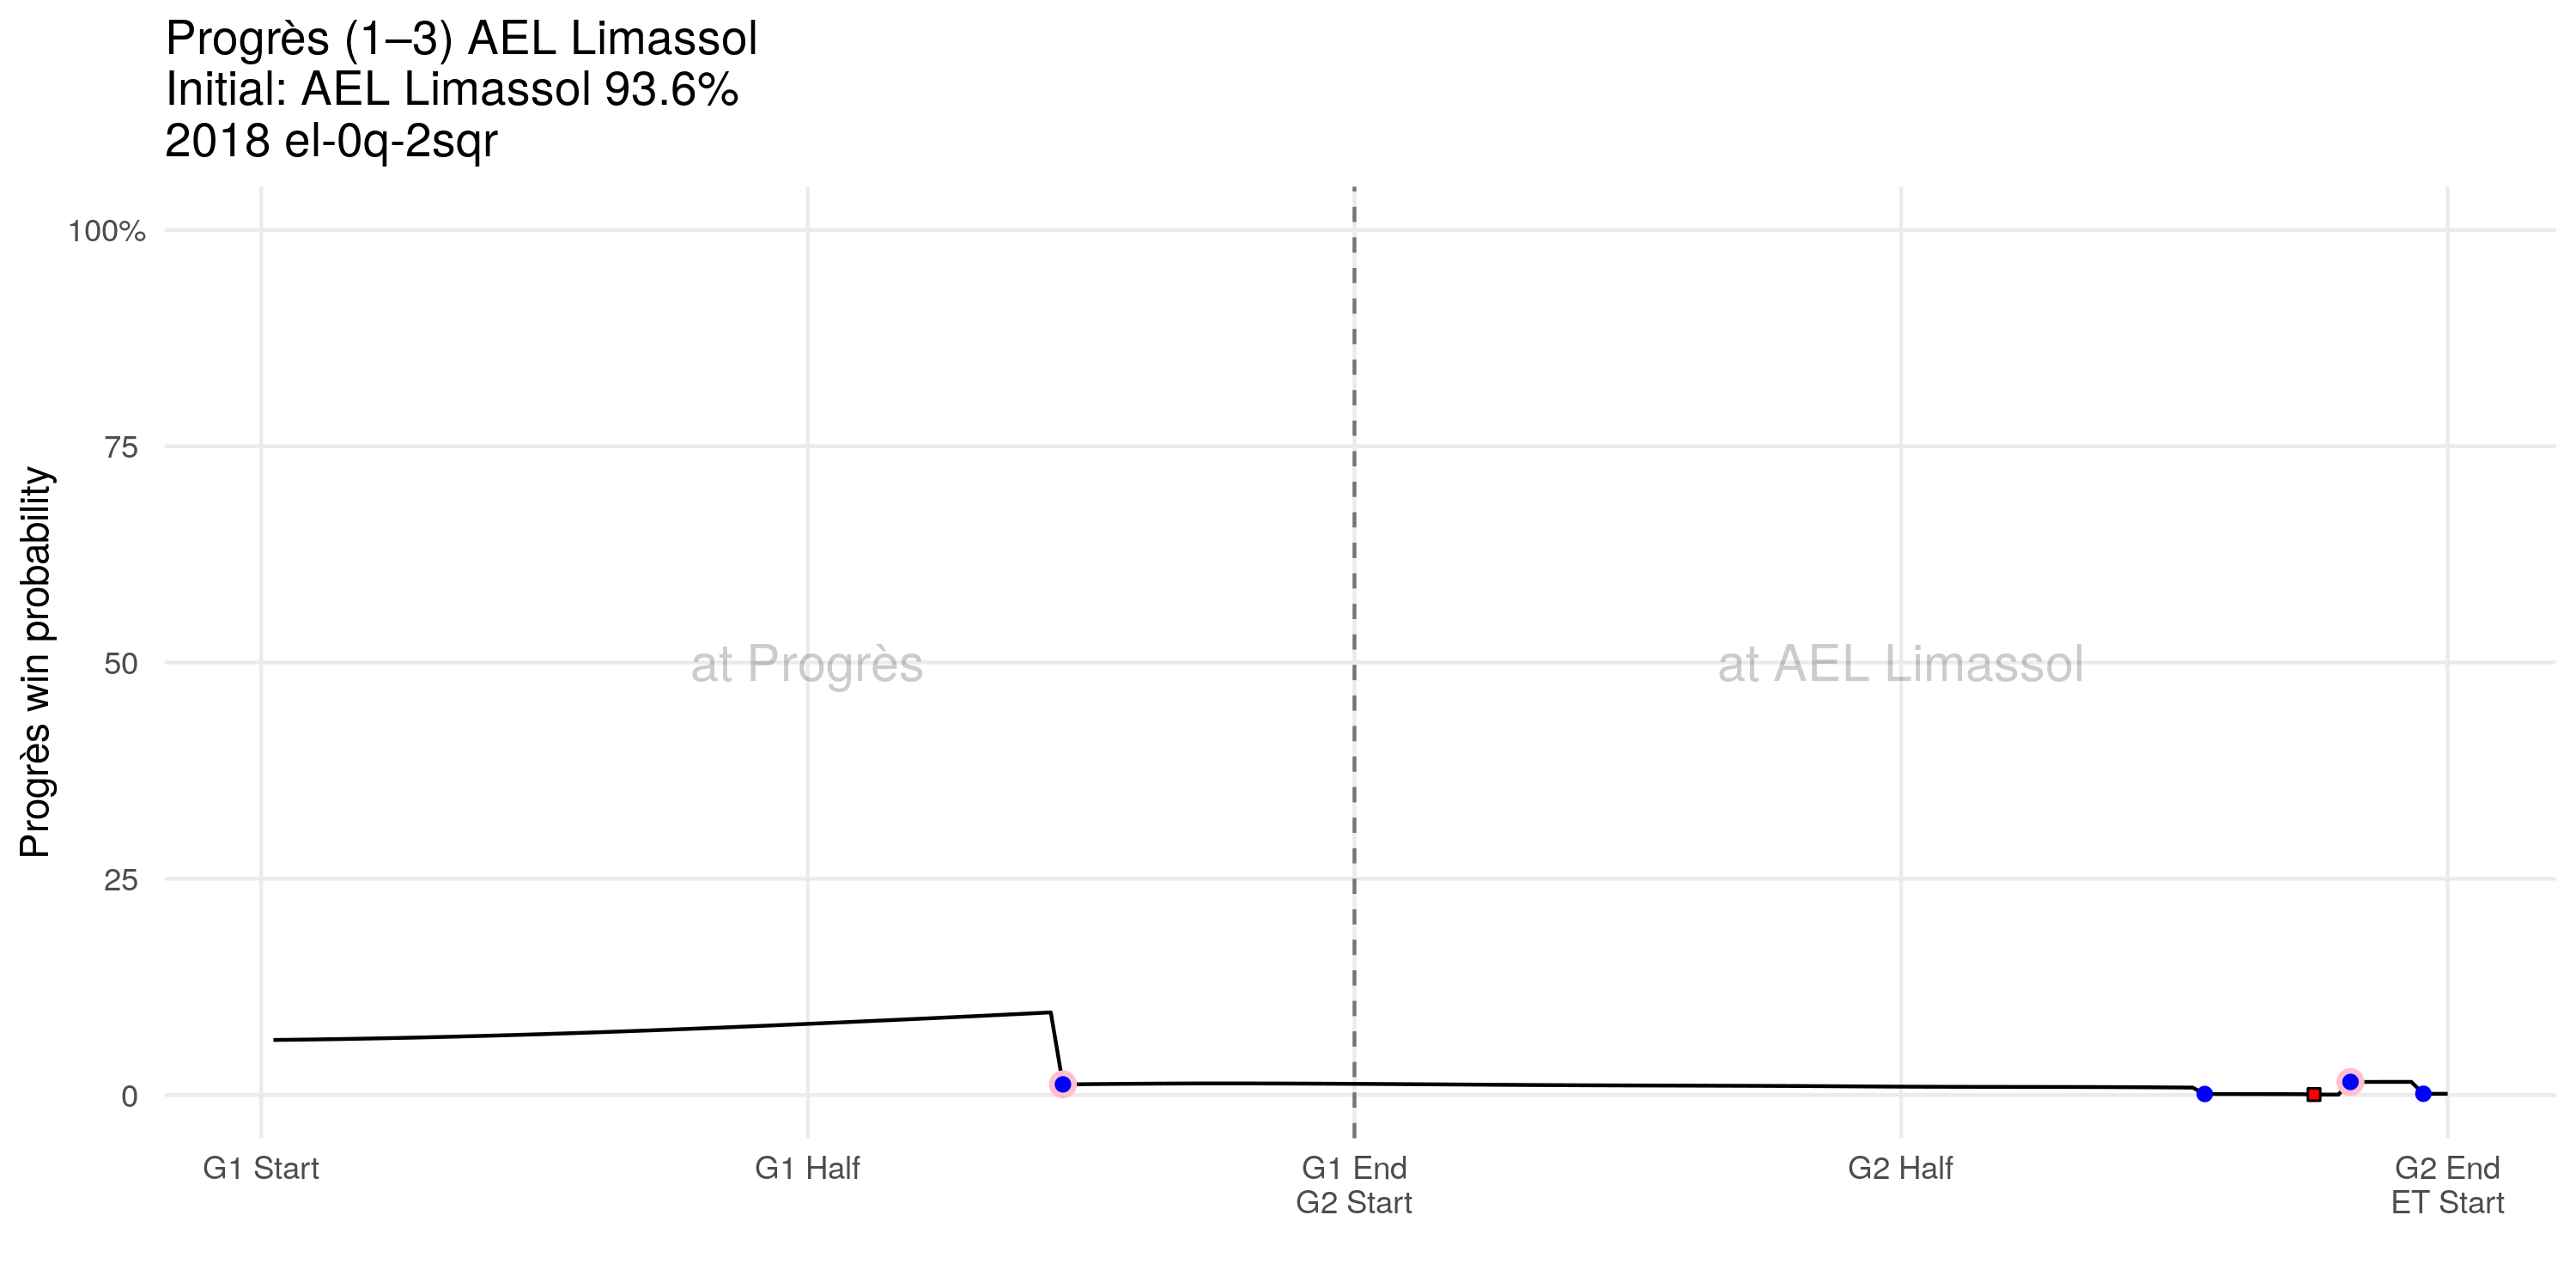 Progrès (1–3) AEL Limassol
Initial: AEL Limassol 93.6%
2018 el-0q-2sqr
Progrès win probability
100%
75
50
25
0
at Progrès
at AEL Limassol
G1 Start
G1 Half
G1 End
G2 Start
G2 Half
G2 End
ET Start